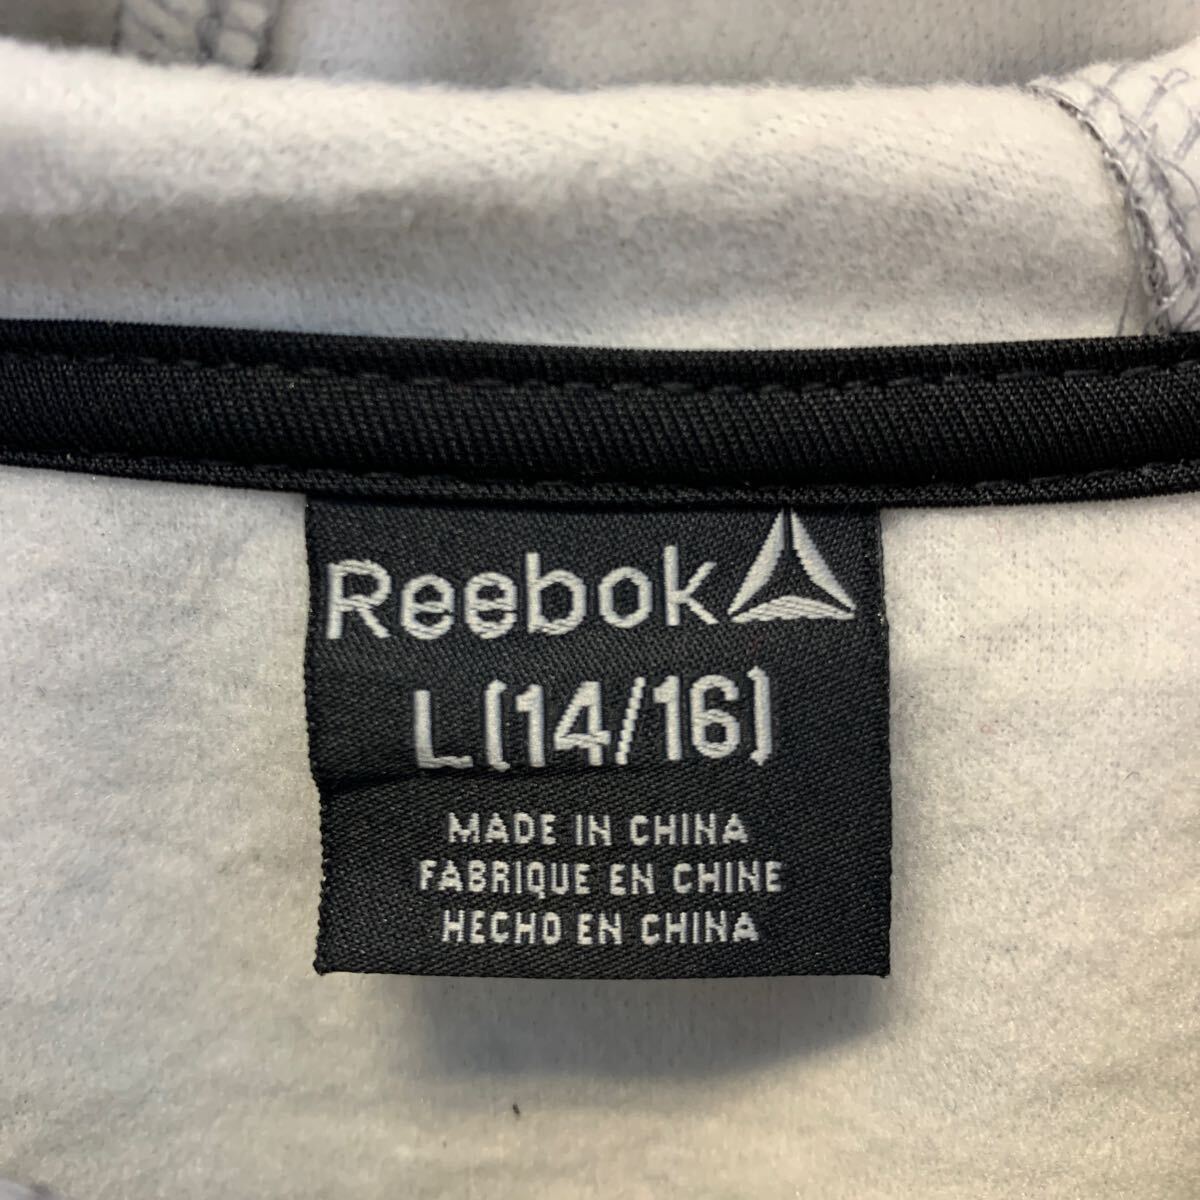 Reebok
L(14/16)
MADE IN CHINA
FABRIQUE EN CHINE
HECHO EN CHINA